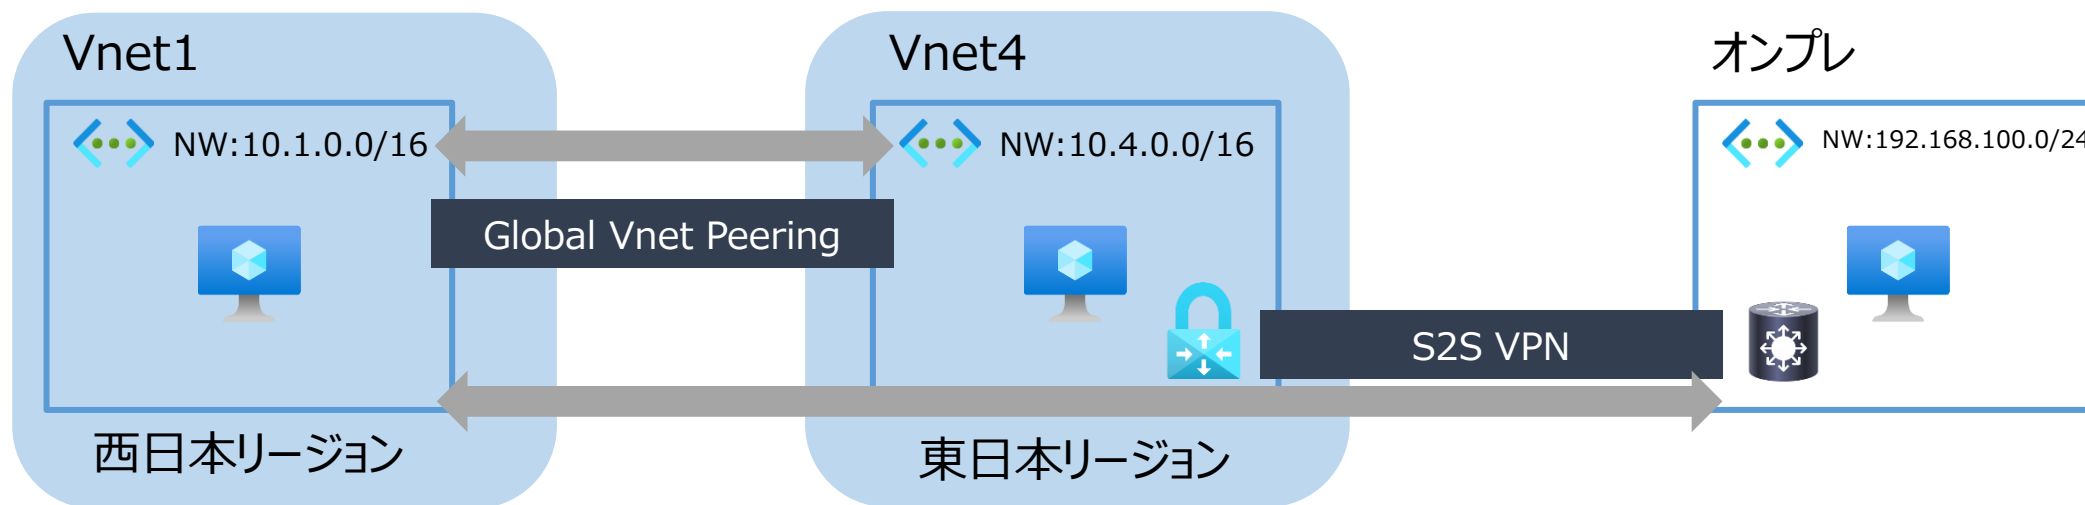 Vnet1
NW:10.1.0.0/16
西日本リージョン
Global Vnet Peering
Vnet4
NW:10.4.0.0/16
東日本リージョン
S2S VPN
オンプレ
NW:192.168.100.0/24